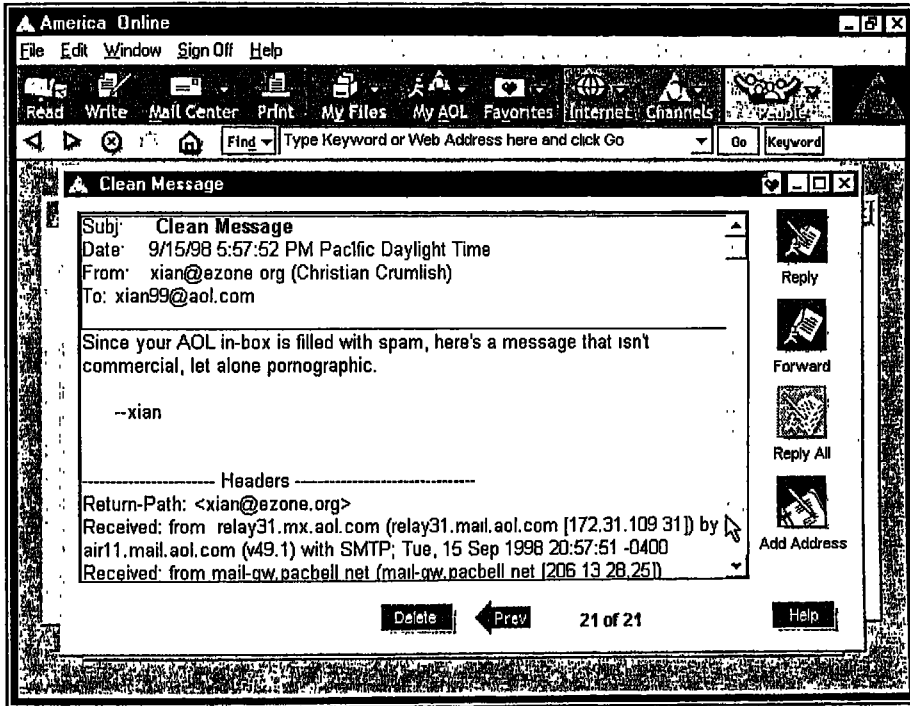 America Online
File Edit Window Sign Off Help
Read Write Mail Center Print My Files My AOL Favorites Internet Channels People
Find Type Keyword or Web Address here and click Go Go Keyword
Clean Message
Subj: Clean Message
Date: 9/15/98 5:57:52 PM Pacific Daylight Time
From: xian@ezone org (Christian Crumlish)
To: xian99@aol.com
Reply
Since your AOL in-box is filled with spam, here's a message that isn't
commercial, let alone pornographic.
Forward
--xian
Reply All
---------------------- Headers ------------------------------
Return-Path: <xian@ezone.org>
Received: from relay31.mx.aol.com (relay31.mail.aol.com [172.31.109 31]) by
air11.mail.aol.com (v49.1) with SMTP; Tue, 15 Sep 1998 20:57:51 -0400
Add Address
Received: from mail-gw.pacbell net (mail-gw.pacbell net [206 13 28.25])
Delete Prev 21 of 21 Help